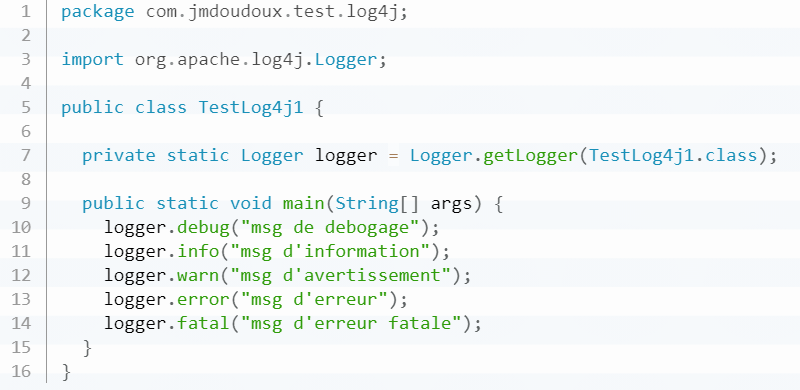 1 package com.jmdoudoux.test.log4j;
2
3 import org.apache.log4j.Logger;
4
5 public class TestLog4j1 {
6
7 private static Logger logger = Logger.getLogger(TestLog4j1.class);
8
9 public static void main(String[] args) {
10 logger.debug("msg de debogage");
11 logger.info("msg d'information");
12 logger.warn("msg d'avertissement");
13 logger.error("msg d'erreur");
14 logger.fatal("msg d'erreur fatale");
15 }
16 }